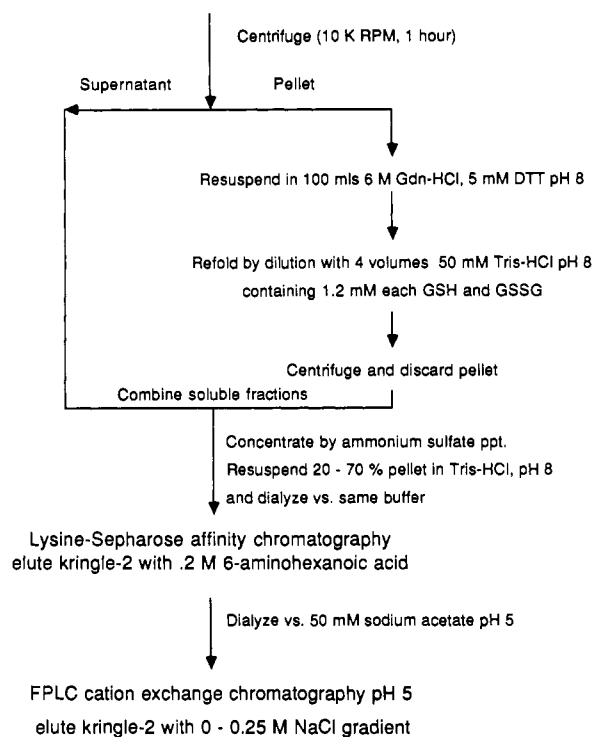 Centrifuge (10 K RPM, 1 hour)
Supernatant
Pellet
Resuspend in 100 mls 6 M Gdn-HCl, 5 mM DTT pH 8
Refold by dilution with 4 volumes 50 mM Tris-HCl pH 8
containing 1.2 mM each GSH and GSSG
Centrifuge and discard pellet
Combine soluble fractions
Concentrate by ammonium sulfate ppt.
Resuspend 20 - 70 % pellet in Tris-HCl, pH 8
and dialyze vs. same buffer
Lysine-Sepharose affinity chromatography
elute kringle-2 with .2 M 6-aminohexanoic acid
Dialyze vs. 50 mM sodium acetate pH 5
FPLC cation exchange chromatography pH 5
elute kringle-2 with 0 - 0.25 M NaCl gradient